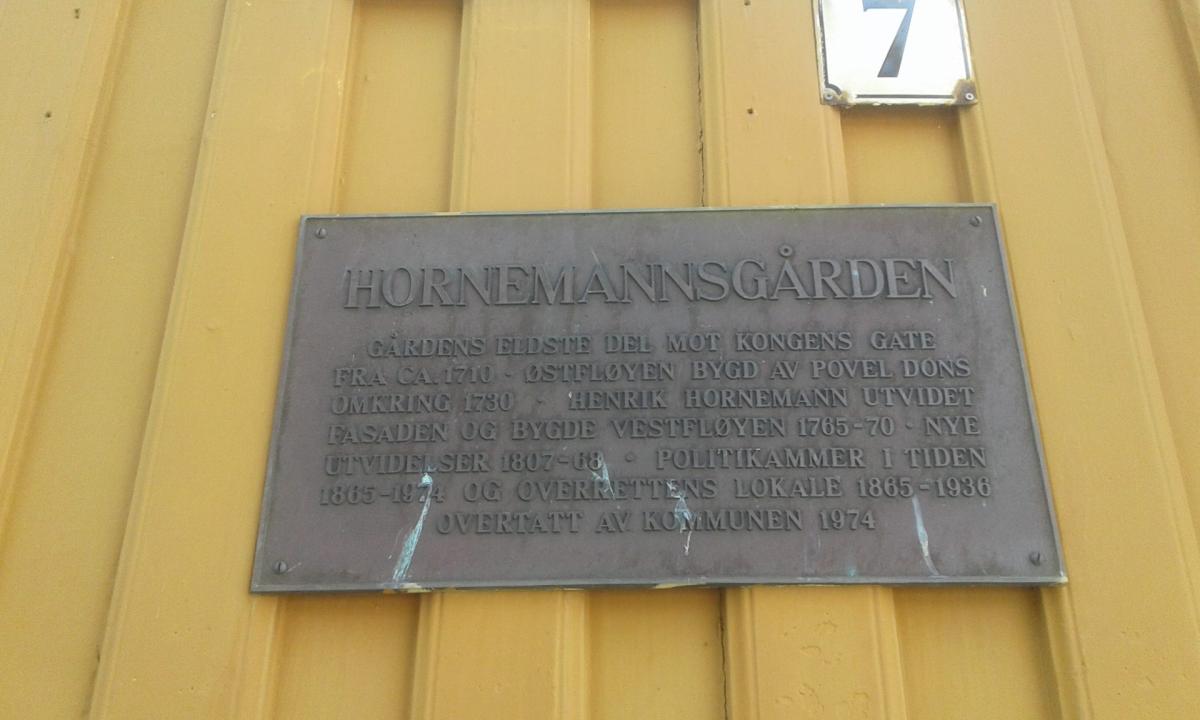 7
HORNEMANNSGÅRDEN
GÅRDENS ELDSTE DEL MOT KONGENS GATE
FRA CA. 1710 · ØSTFLØYEN BYGD AV POVEL DONS
OMKRING 1730 · HENRIK HORNEMANN UTVIDET
FASADEN OG BYGDE VESTFLØYEN 1765-70 · NYE
UTVIDELSER 1807-68 · POLITIKAMMER I TIDEN
1865-1974 OG OVERRETTENS LOKALE 1865-1936
OVERTATT AV KOMMUNEN 1974